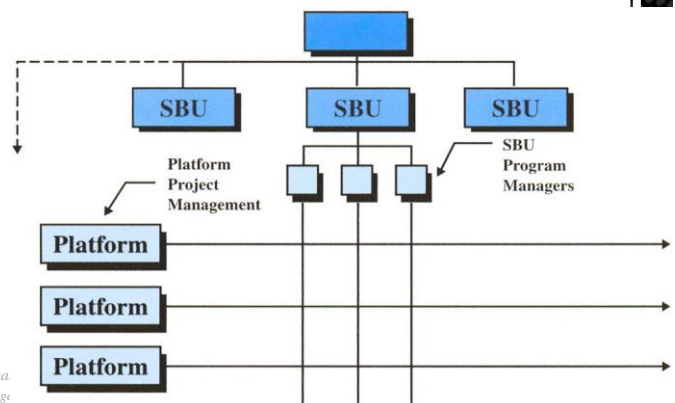 SBU
SBU
SBU
Platform
Project
Management
SBU
Program
Managers
Platform
Platform
Platform